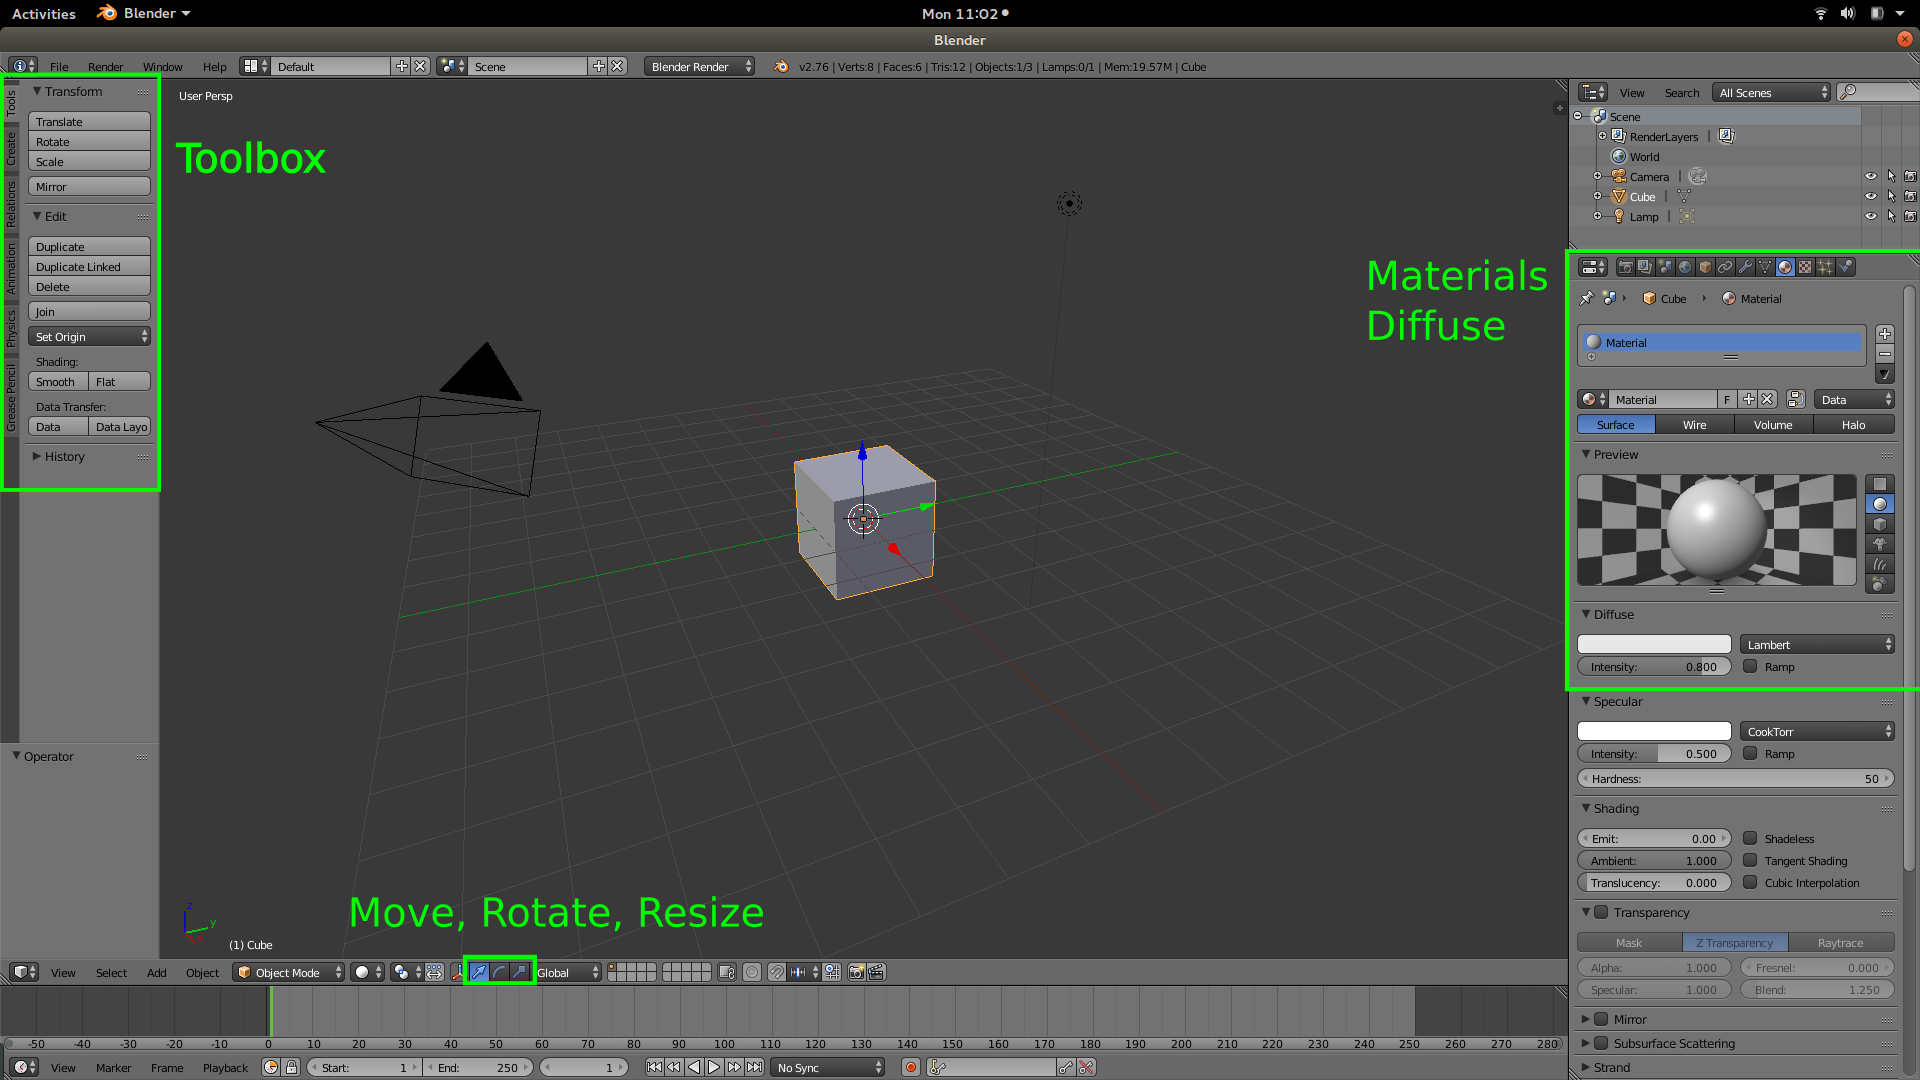 Activities Blender Mon 11:02
Blender
File Render Window Help Default Scene Blender Render v2.76 | Verts:8 | Faces:6 | Tris:12 | Objects:1/3 | Lamps:0/1 | Mem:19.57M | Cube
Tools
Create
Relations
Animation
Physics
Grease Pencil
Transform
Translate
Rotate
Scale
Mirror
Edit
Duplicate
Duplicate Linked
Delete
Join
Set Origin
Shading:
Smooth Flat
Data Transfer:
Data Data Layo
History
Operator
User Persp
Toolbox
Materials
Diffuse
Move, Rotate, Resize
z
y
x
(1) Cube
View Select Add Object Object Mode Global
View Search All Scenes
Scene
RenderLayers |
World
Camera |
Cube |
Lamp |
Cube Material
Material
Material F Data
Surface Wire Volume Halo
Preview
Diffuse
Lambert
Intensity: 0.800 Ramp
Specular
CookTorr
Intensity: 0.500 Ramp
Hardness: 50
Shading
Emit: 0.00 Shadeless
Ambient: 1.000 Tangent Shading
Translucency: 0.000 Cubic Interpolation
Transparency
Mask Z Transparency Raytrace
Alpha: 1.000 Fresnel: 0.000
Specular: 1.000 Blend: 1.250
Mirror
Subsurface Scattering
Strand
-50 -40 -30 -20 -10 0 10 20 30 40 50 60 70 80 90 100 110 120 130 140 150 160 170 180 190 200 210 220 230 240 250 260 270 280
View Marker Frame Playback Start: 1 End: 250 1 No Sync